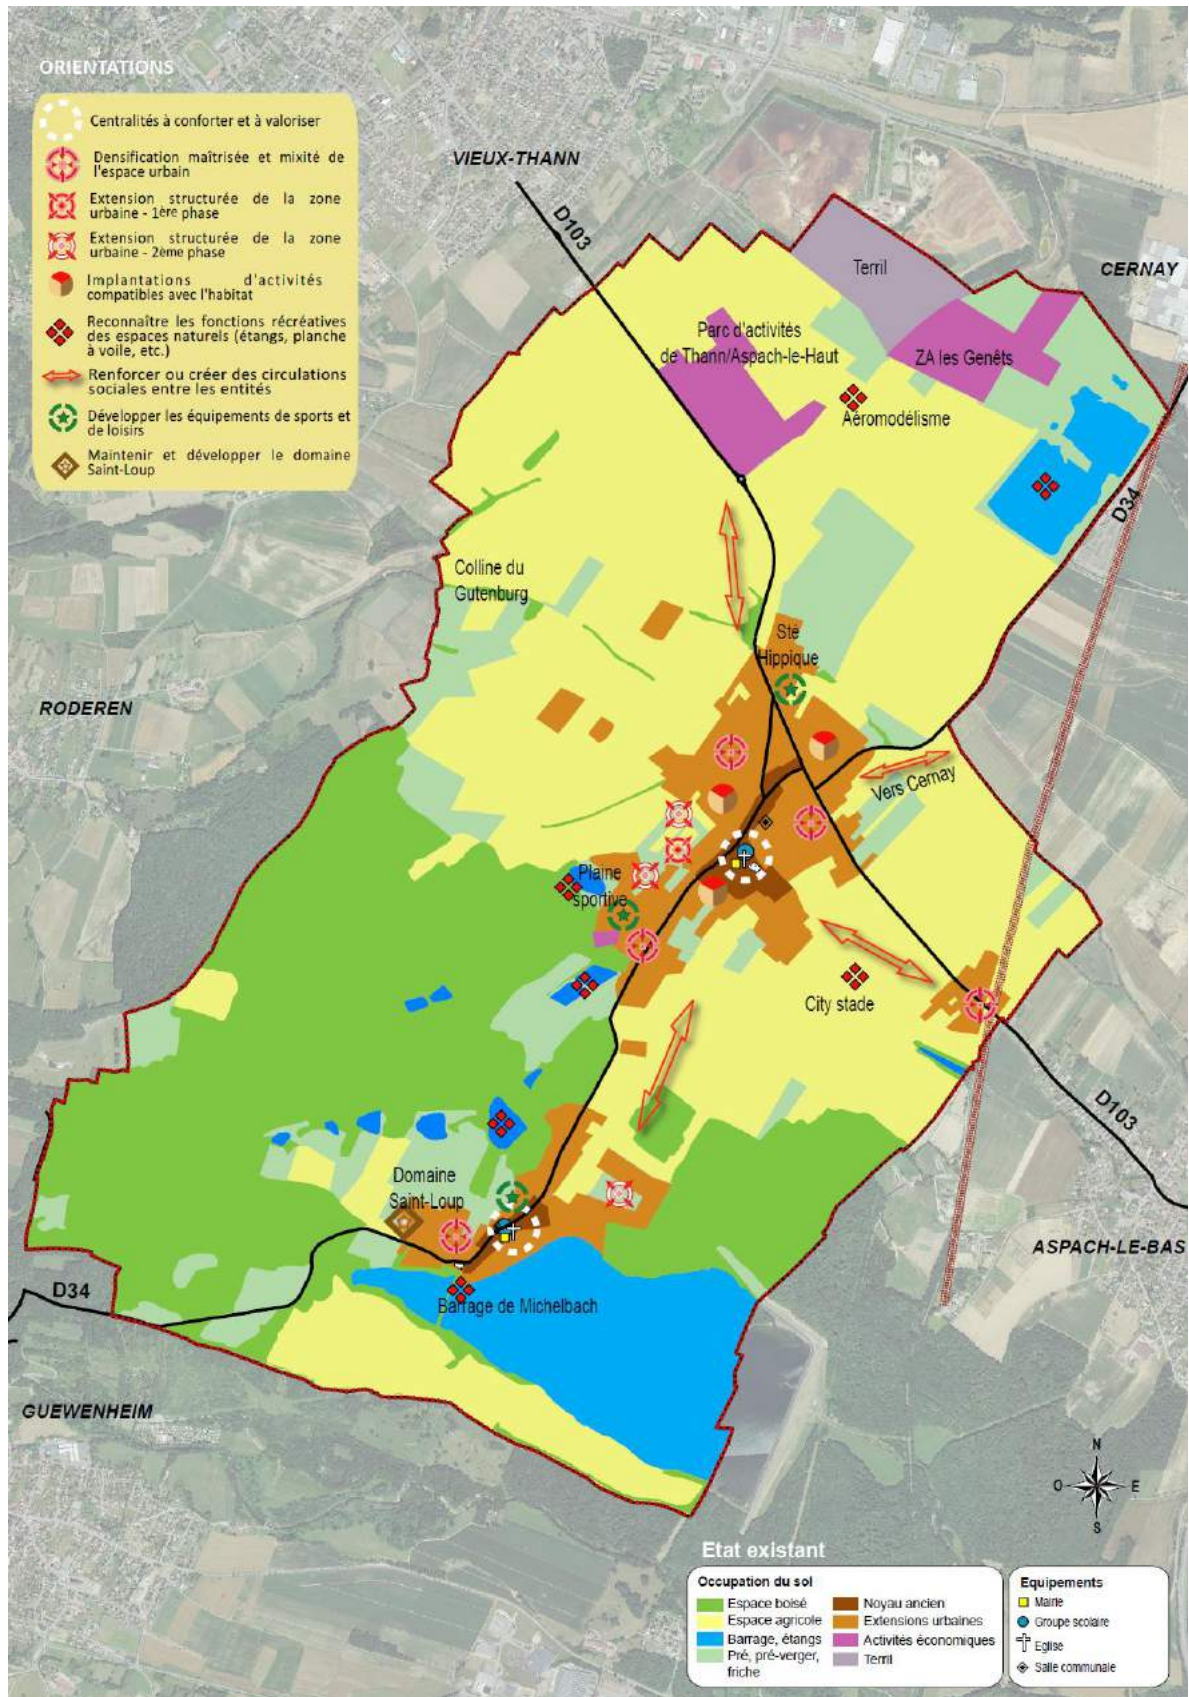 ORIENTATIONS
Centralités à conforter et à valoriser
Densification maîtrisée et mixité de
l'espace urbain
Extension structurée de la zone
urbaine - 1ère phase
Extension structurée de la zone
urbaine - 2ème phase
Implantations d'activités
compatibles avec l'habitat
Reconnaître les fonctions récréatives
des espaces naturels (étangs, planche
à voile, etc.)
Renforcer ou créer des circulations
sociales entre les entités
Développer les équipements de sports et
de loisirs
Maintenir et développer le domaine
Saint-Loup
VIEUX-THANN
D103
CERNAY
Terril
Parc d'activités
de Thann/Aspach-le-Haut
ZA les Genêts
Aéromodélisme
D34
Colline du
Gutenburg
Sté
Hippique
RODEREN
Vers Cernay
Plaine
sportive
City stade
D103
Domaine
Saint-Loup
ASPACH-LE-BAS
D34
Barrage de Michelbach
GUEWENHEIM
N
O
E
S
Etat existant
Occupation du sol
Espace boisé
Espace agricole
Barrage, étangs
Pré, pré-verger,
friche
Noyau ancien
Extensions urbaines
Activités économiques
Terril
Equipements
Mairie
Groupe scolaire
Eglise
Salle communale